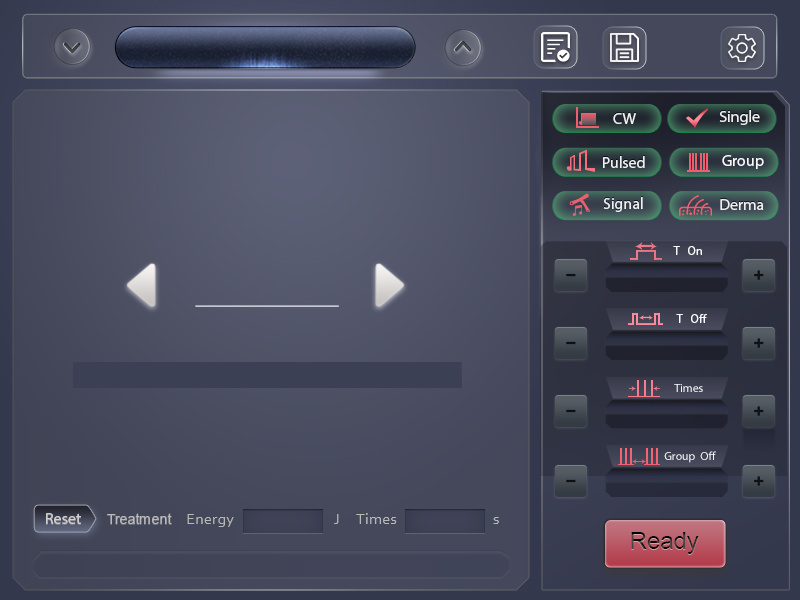 CW
Single
Pulsed
Group
Signal
Derma
T On
- +
T Off
- +
Times
- +
Group Off
- +
Reset Treatment Energy J Times s
Ready